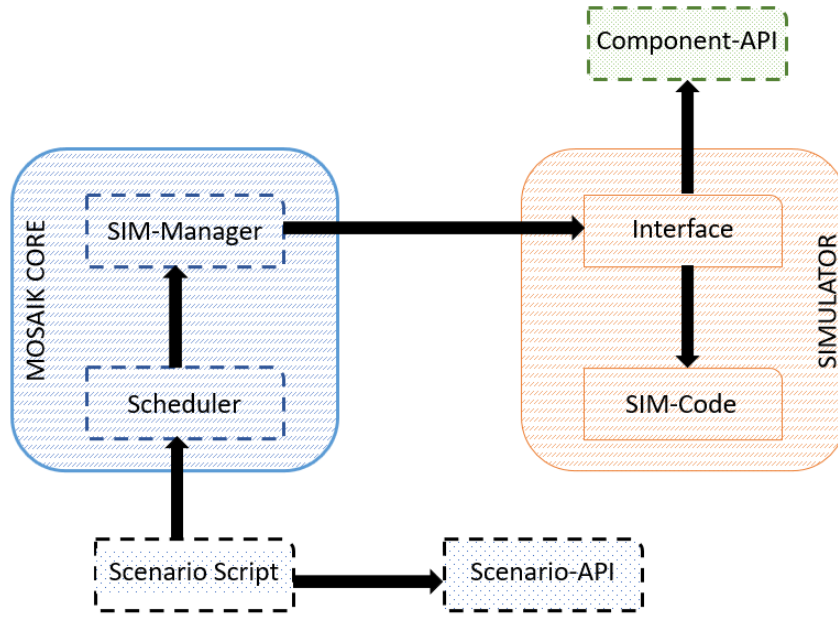 Component-API
MOSAIK CORE
SIM-Manager
Interface
SIMULATOR
Scheduler
SIM-Code
Scenario Script
Scenario-API